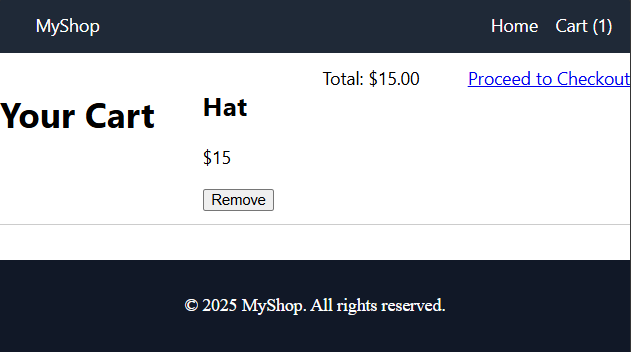 MyShop
Home Cart (1)
Your Cart
Hat
$15
Remove
Total: $15.00
Proceed to Checkout
© 2025 MyShop. All rights reserved.